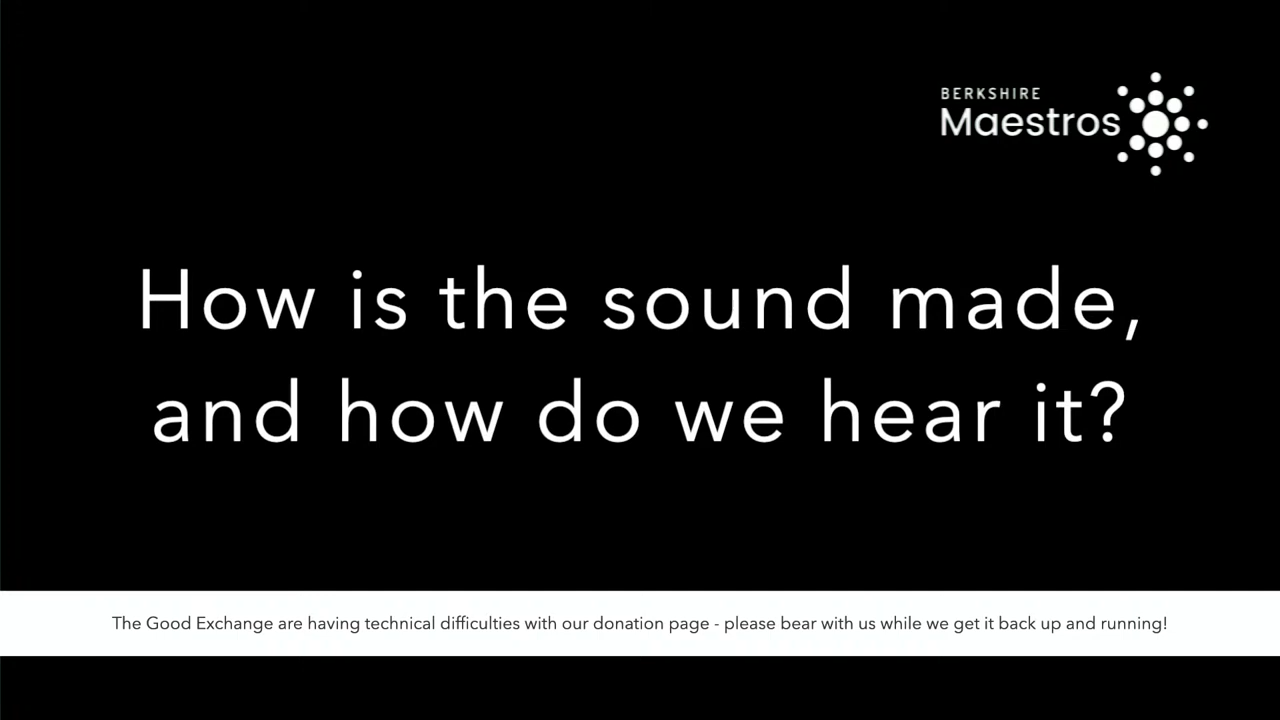 BERKSHIRE
Maestros
How is the sound made,
and how do we hear it?
The Good Exchange are having technical difficulties with our donation page - please bear with us while we get it back up and running!